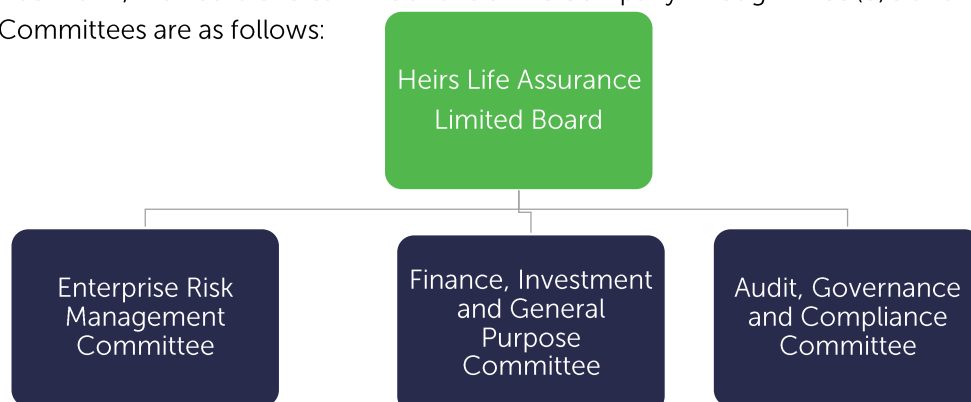 Committees are as follows:
Heirs Life Assurance
Limited Board
Enterprise Risk
Management
Committee
Finance, Investment
and General
Purpose
Committee
Audit, Governance
and Compliance
Committee